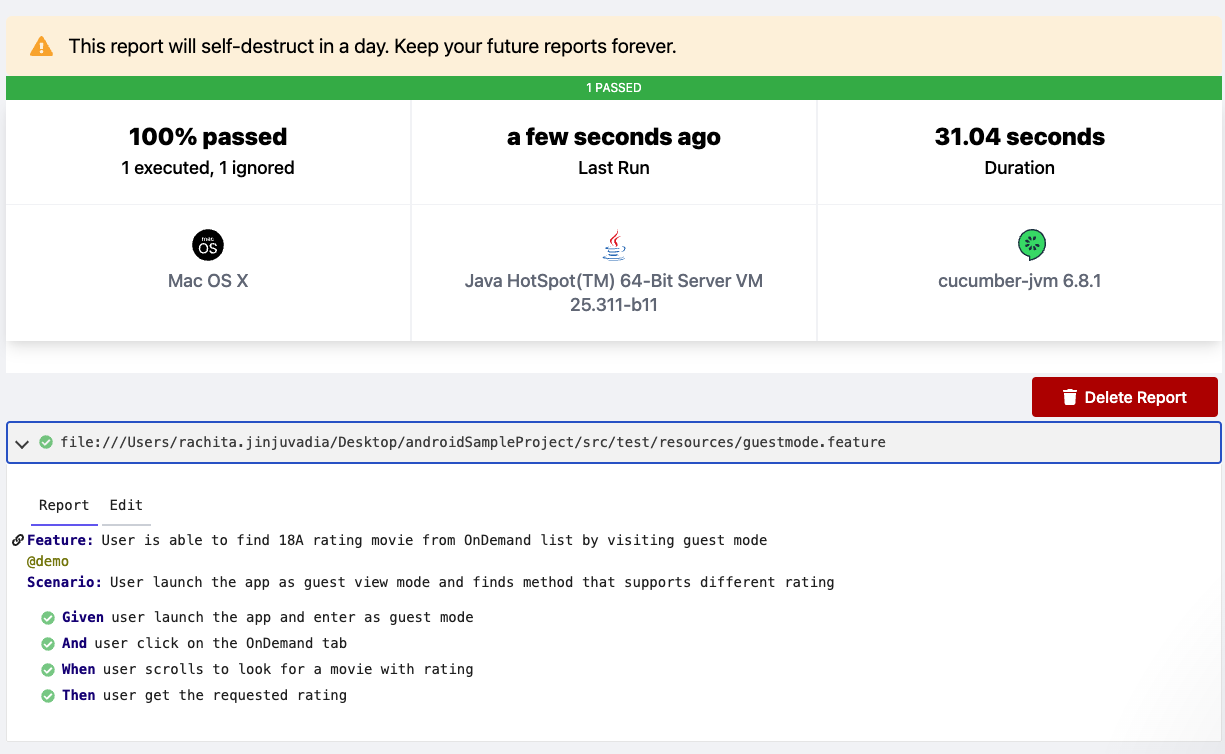 This report will self-destruct in a day. Keep your future reports forever.
1 PASSED
100% passed
1 executed, 1 ignored
a few seconds ago
Last Run
31.04 seconds
Duration
mac
OS
Mac OS X
Java HotSpot(TM) 64-Bit Server VM
25.311-b11
cucumber-jvm 6.8.1
Delete Report
file:///Users/rachita.jinjuvadia/Desktop/androidSampleProject/src/test/resources/guestmode.feature
Report Edit
Feature: User is able to find 18A rating movie from OnDemand list by visiting guest mode
@demo
Scenario: User launch the app as guest view mode and finds method that supports different rating
Given user launch the app and enter as guest mode
And user click on the OnDemand tab
When user scrolls to look for a movie with rating
Then user get the requested rating